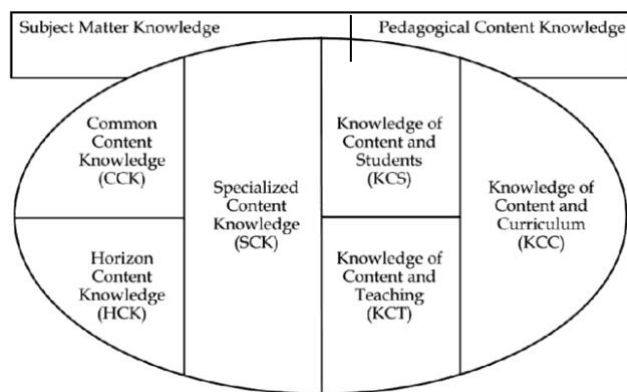 Subject Matter Knowledge
Pedagogical Content Knowledge
Common
Content
Knowledge
(CCK)
Horizon
Content
Knowledge
(HCK)
Specialized
Content
Knowledge
(SCK)
Knowledge of
Content and
Students
(KCS)
Knowledge of
Content and
Teaching
(KCT)
Knowledge of
Content and
Curriculum
(KCC)